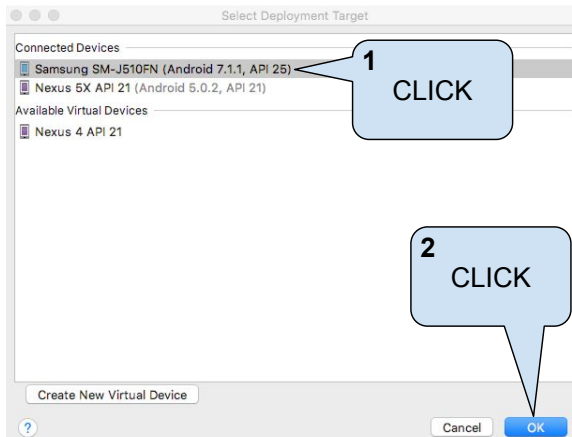 Select Deployment Target
Connected Devices
Samsung SM-J510FN (Android 7.1.1, API 25)
Nexus 5X API 21 (Android 5.0.2, API 21)
Available Virtual Devices
Nexus 4 API 21
1
CLICK
2
CLICK
Create New Virtual Device
?
Cancel
OK